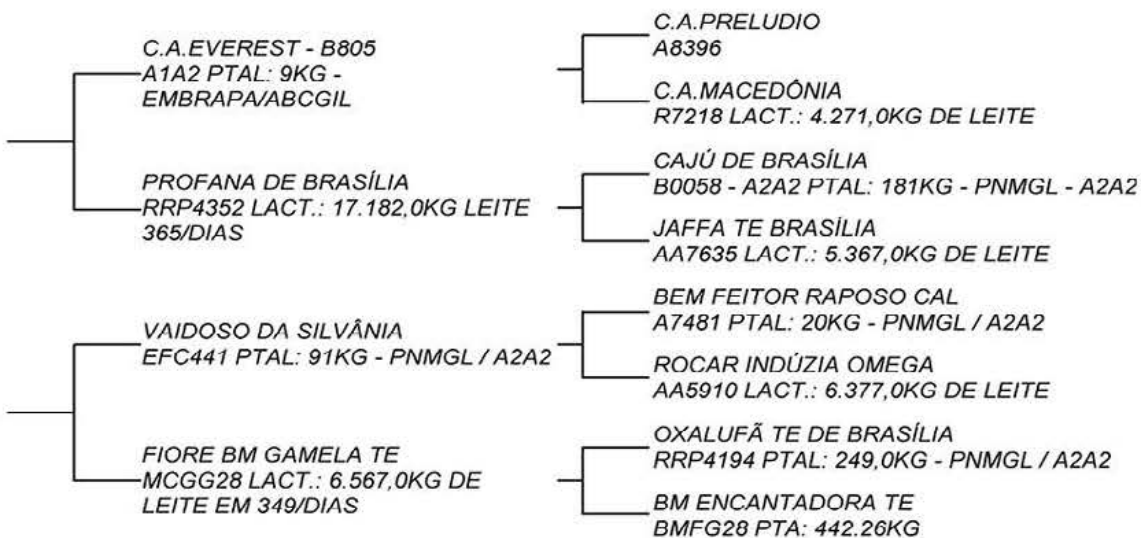 C.A.EVEREST - B805
A1A2 PTAL: 9KG -
EMBRAPA/ABCGIL
PROFANA DE BRASÍLIA
RRP4352 LACT.: 17.182,0KG LEITE
365/DIAS
VAIDOSO DA SILVÂNIA
EFC441 PTAL: 91KG - PNMGL / A2A2
FIORE BM GAMELA TE
MCGG28 LACT.: 6.567,0KG DE
LEITE EM 349/DIAS
C.A.PRELUDIO
A8396
C.A.MACEDÔNIA
R7218 LACT.: 4.271,0KG DE LEITE
CAJÚ DE BRASÍLIA
B0058 - A2A2 PTAL: 181KG - PNMGL - A2A2
JAFFA TE BRASÍLIA
AA7635 LACT.: 5.367,0KG DE LEITE
BEM FEITOR RAPOSO CAL
A7481 PTAL: 20KG - PNMGL / A2A2
ROCAR INDÚZIA OMEGA
AA5910 LACT.: 6.377,0KG DE LEITE
OXALUFÃ TE DE BRASÍLIA
RRP4194 PTAL: 249,0KG - PNMGL / A2A2
BM ENCANTADORA TE
BMFG28 PTA: 442.26KG